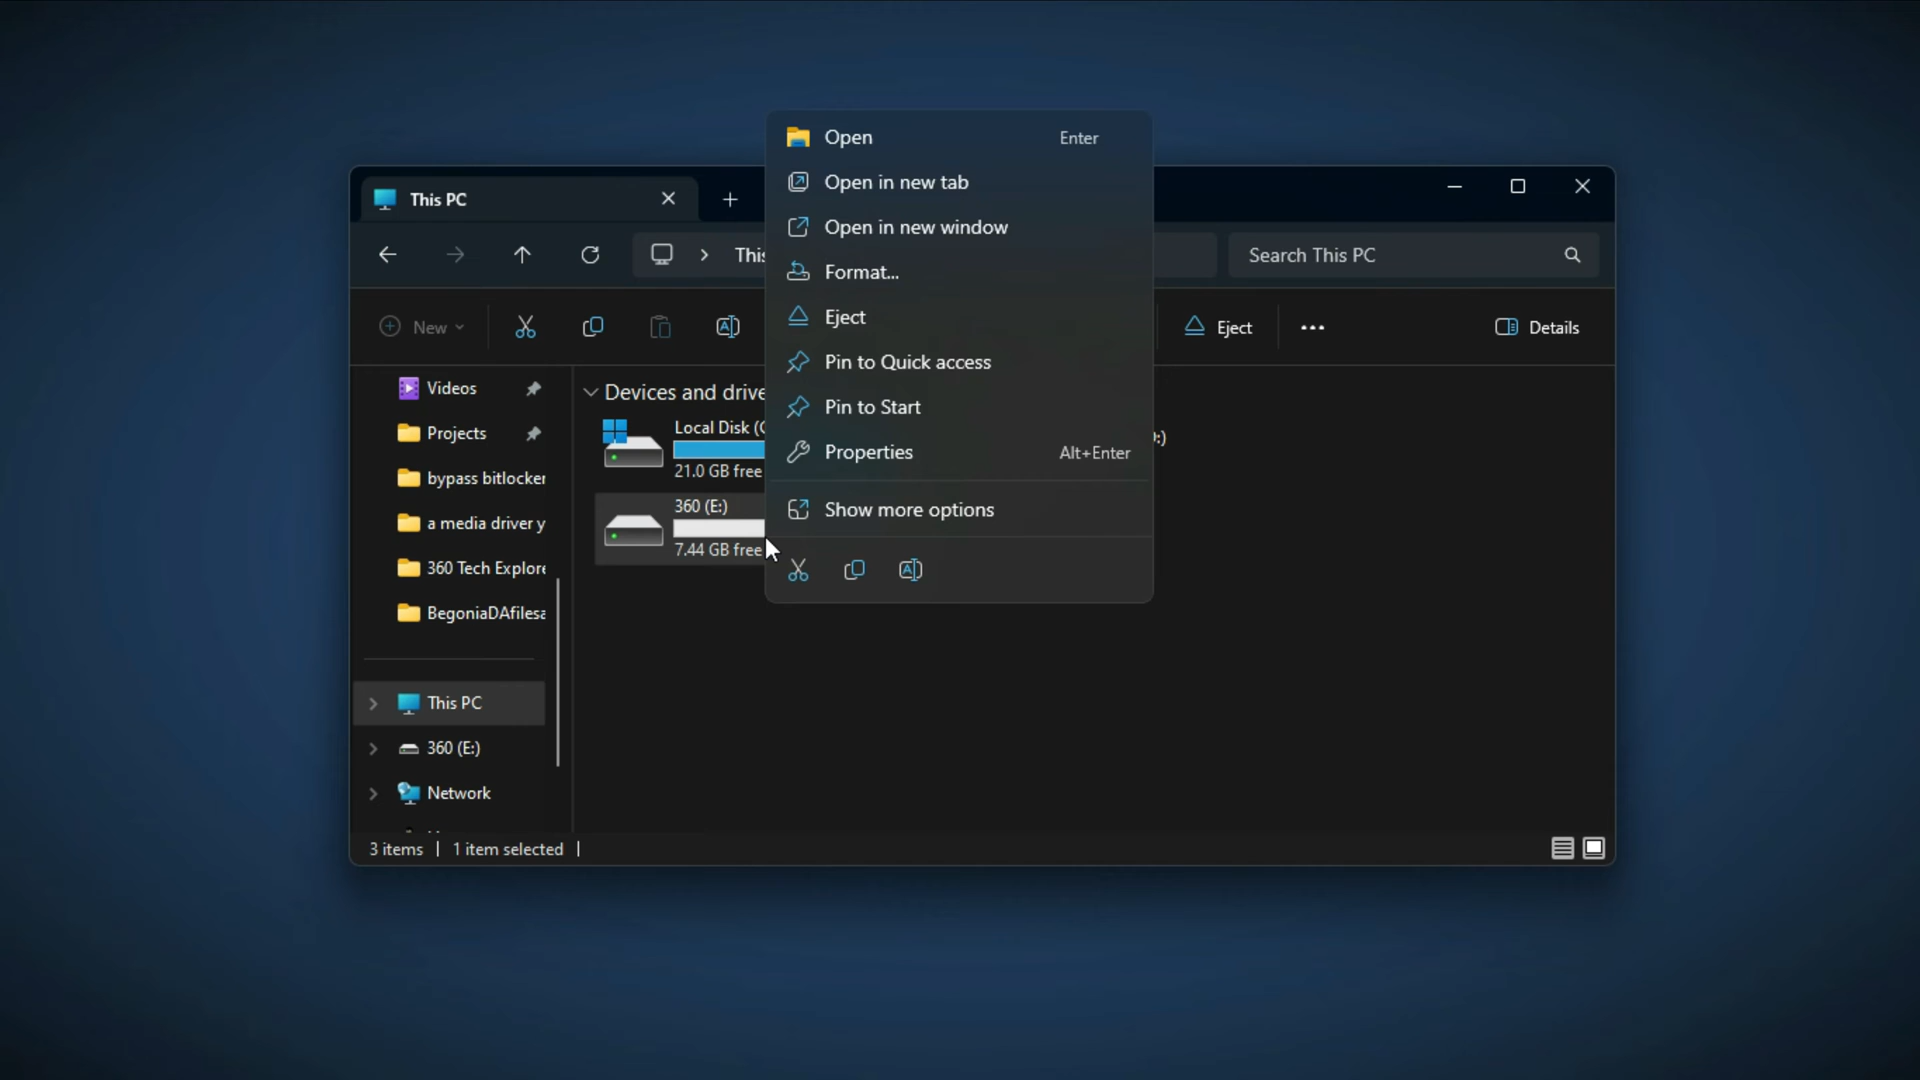 Open Enter
Open in new tab
Open in new window
Format...
Eject
Pin to Quick access
Pin to Start
Properties Alt+Enter
Show more options
This PC
Search This PC
New
Eject
Details
Videos
Projects
bypass bitlocker
a media driver y
360 Tech Explore
BegoniaDAfiles
This PC
360 (E:)
Network
Devices and drive
Local Disk
21.0 GB free
360 (E:)
7.44 GB free
:)
3 items
1 item selected